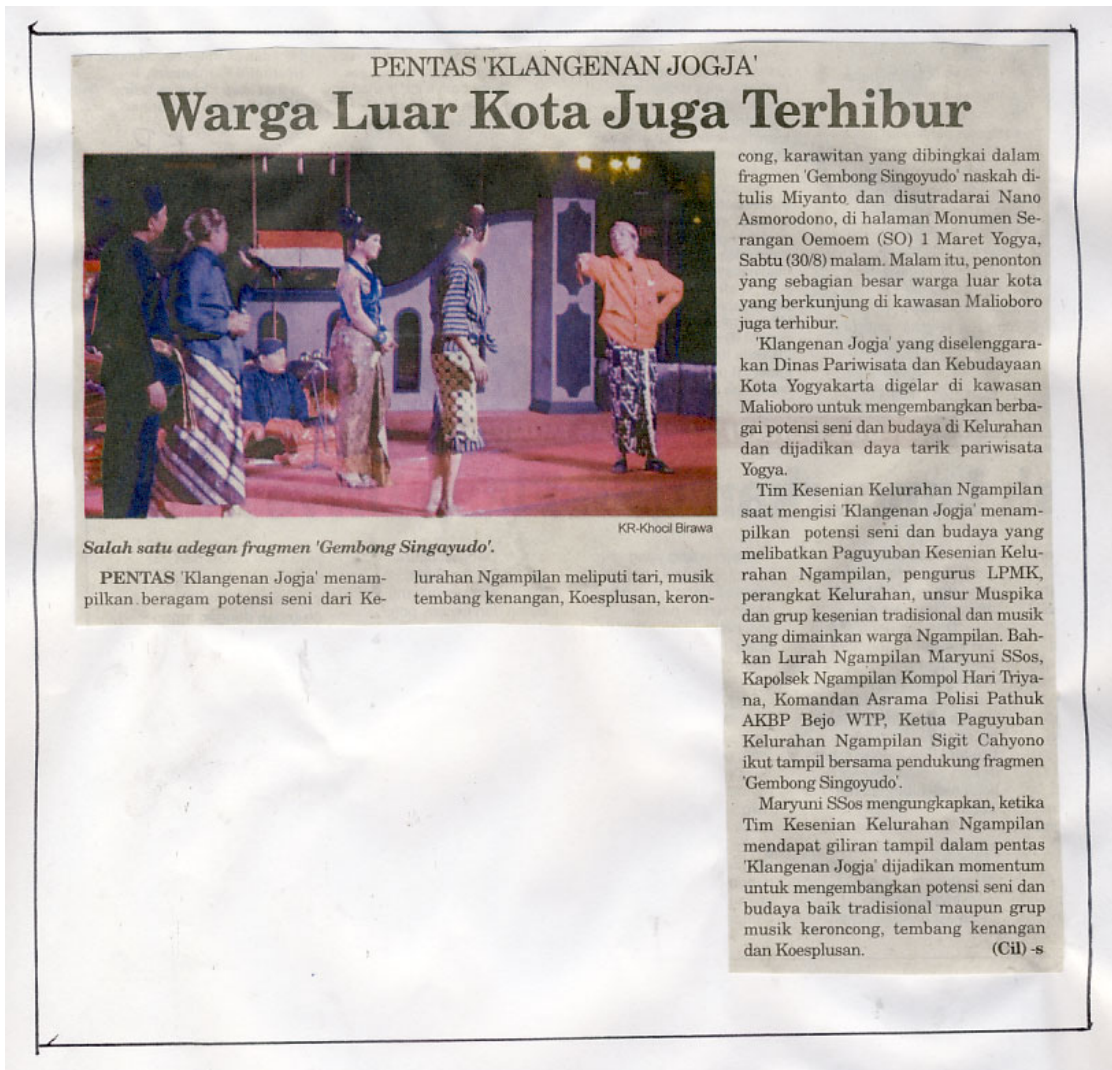 PENTAS 'KLANGENAN JOGJA'
Warga Luar Kota Juga Terhibur
KR-Khocil Birawa
Salah satu adegan fragmen 'Gembong Singayudo'.
PENTAS 'Klangenan Jogja' menam-
pilkan beragam potensi seni dari Ke-
lurahan Ngampilan meliputi tari, musik
tembang kenangan, Koesplusan, keron-
cong, karawitan yang dibingkai dalam
fragmen 'Gembong Singoyudo' naskah di-
tulis Miyanto dan disutradarai Nano
Asmorodono, di halaman Monumen Se-
rangan Oemoem (SO) 1 Maret Yogya,
Sabtu (30/8) malam. Malam itu, penonton
yang sebagian besar warga luar kota
yang berkunjung di kawasan Malioboro
juga terhibur.
'Klangenan Jogja' yang diselenggara-
kan Dinas Pariwisata dan Kebudayaan
Kota Yogyakarta digelar di kawasan
Malioboro untuk mengembangkan berba-
gai potensi seni dan budaya di Kelurahan
dan dijadikan daya tarik pariwisata
Yogya.
Tim Kesenian Kelurahan Ngampilan
saat mengisi 'Klangenan Jogja' menam-
pilkan potensi seni dan budaya yang
melibatkan Paguyuban Kesenian Kelu-
rahan Ngampilan, pengurus LPMK,
perangkat Kelurahan, unsur Muspika
dan grup kesenian tradisional dan musik
yang dimainkan warga Ngampilan. Bah-
kan Lurah Ngampilan Maryuni SSos,
Kapolsek Ngampilan Kompol Hari Triya-
na, Komandan Asrama Polisi Pathuk
AKBP Bejo WTP, Ketua Paguyuban
Kelurahan Ngampilan Sigit Cahyono
ikut tampil bersama pendukung fragmen
'Gembong Singoyudo'.
Maryuni SSos mengungkapkan, ketika
Tim Kesenian Kelurahan Ngampilan
mendapat giliran tampil dalam pentas
'Klangenan Jogja' dijadikan momentum
untuk mengembangkan potensi seni dan
budaya baik tradisional maupun grup
musik keroncong, tembang kenangan
dan Koesplusan. (Cil) -s